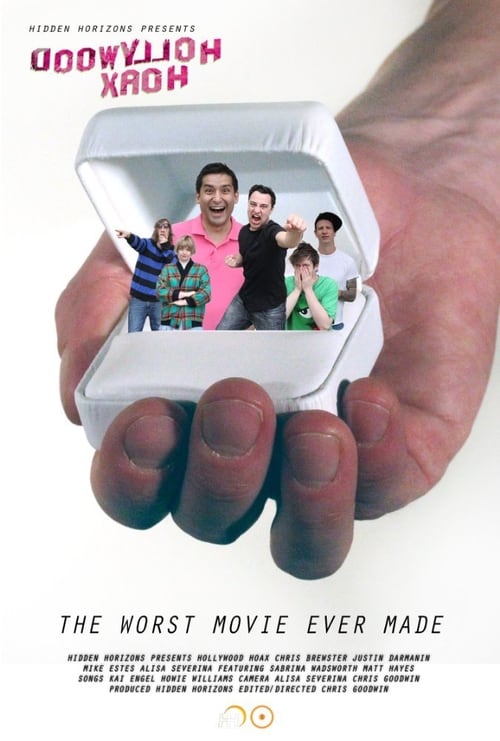 HIDDEN HORIZONS PRESENTS
HOLLYWOOD
HOAX
THE WORST MOVIE EVER MADE
HIDDEN HORIZONS PRESENTS HOLLYWOOD HOAX CHRIS BREWSTER JUSTIN DARMANIN
MIKE ESTES ALISA SEVERINA FEATURING SABRINA WADSWORTH MATT HAYES
SONGS KAI ENGEL HOWIE WILLIAMS CAMERA ALISA SEVERINA CHRIS GOODWIN
PRODUCED HIDDEN HORIZONS EDITED/DIRECTED CHRIS GOODWIN